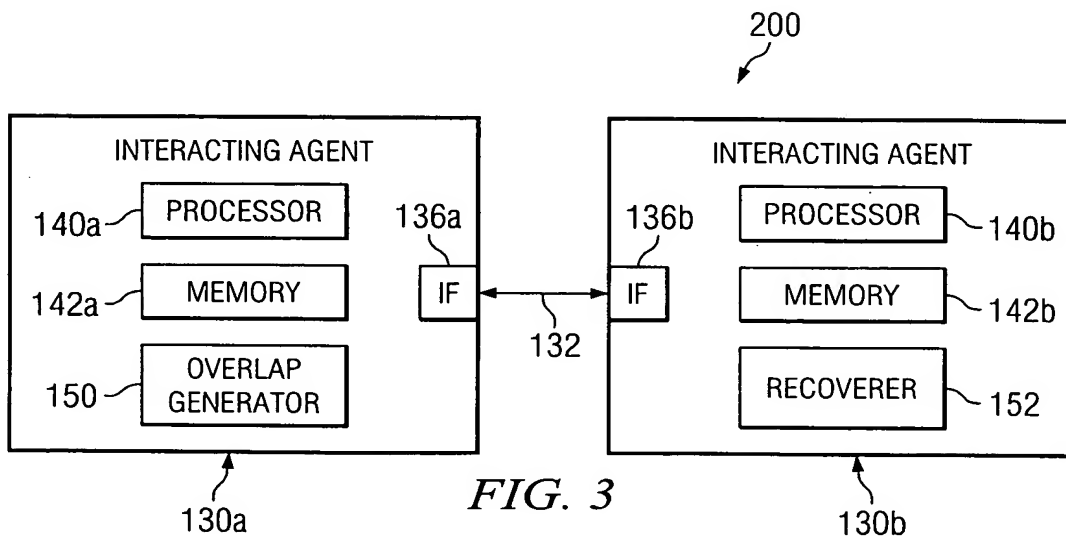 200
INTERACTING AGENT
PROCESSOR
140a
MEMORY
142a
OVERLAP
GENERATOR
150
136a
IF
130a
132
INTERACTING AGENT
136b
IF
PROCESSOR
140b
MEMORY
142b
RECOVERER
152
130b
FIG. 3